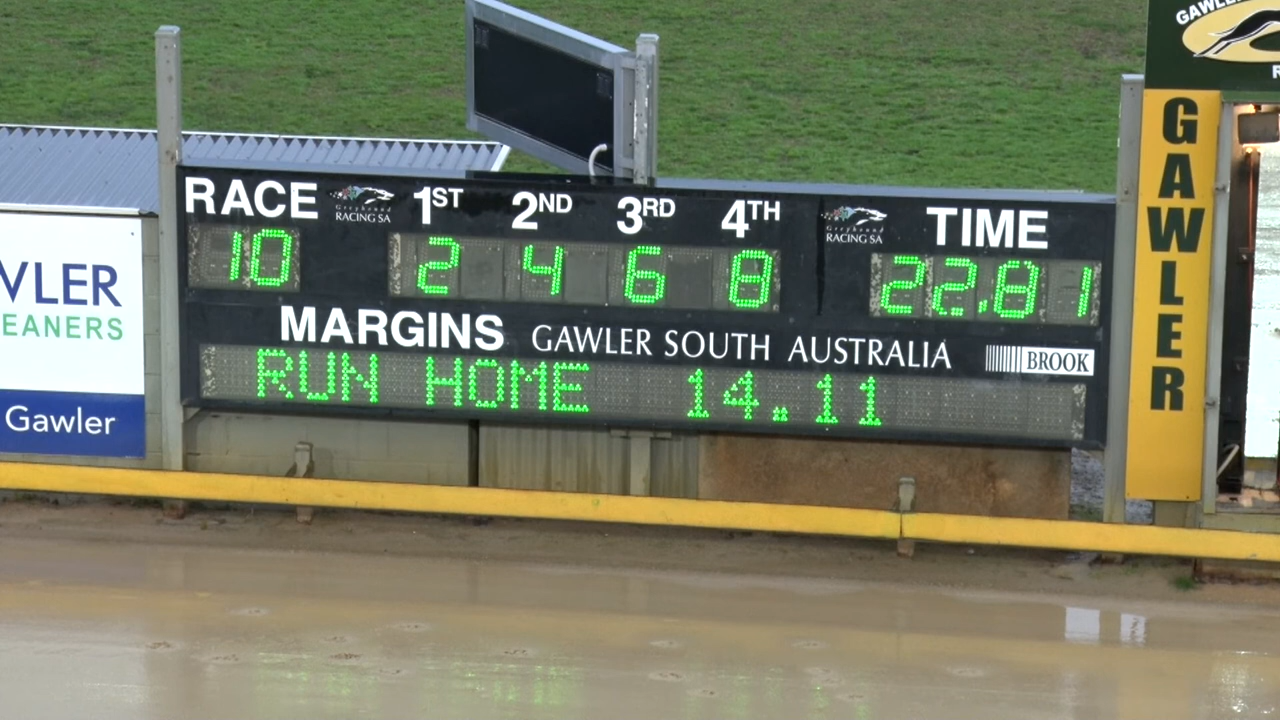 GAWLER
RACE 1ST 2ND 3RD 4TH TIME
Greyhound RACING SA
Greyhound RACING SA
10 2 4 6 8 22.81
MARGINS GAWLER SOUTH AUSTRALIA BROOK
RUN HOME 14.11
VLER
EANERS
Gawler
GAWLER
R